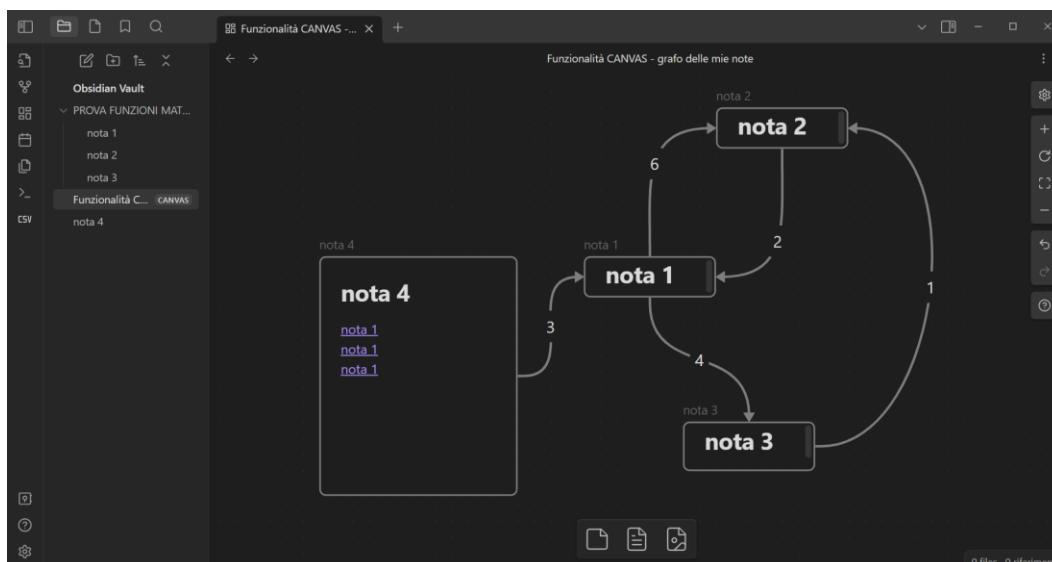 Funzionalità CANVAS -...
Obsidian Vault
PROVA FUNZIONI MAT...
nota 1
nota 2
nota 3
Funzionalità C... CANVAS
nota 4
CSV
Funzionalità CANVAS - grafo delle mie note
nota 2
nota 2
6
2
nota 4
nota 4
nota 1
nota 1
nota 1
3
nota 1
nota 1
1
4
nota 3
nota 3